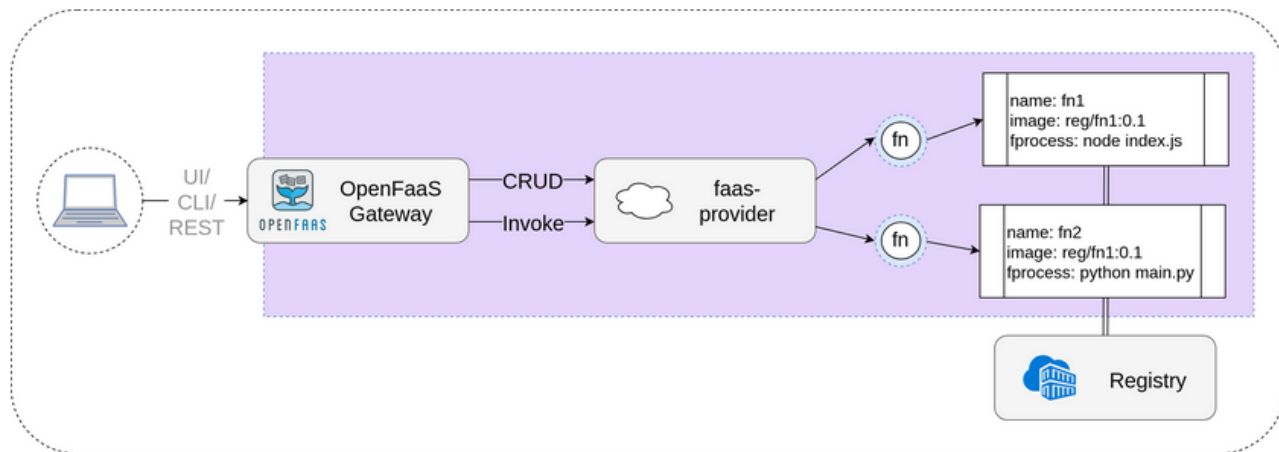 UI/
CLI/
REST
OPENFAAS
OpenFaaS
Gateway
CRUD
Invoke
faas-
provider
fn
fn
name: fn1
image: reg/fn1:0.1
fprocess: node index.js
name: fn2
image: reg/fn1:0.1
fprocess: python main.py
Registry